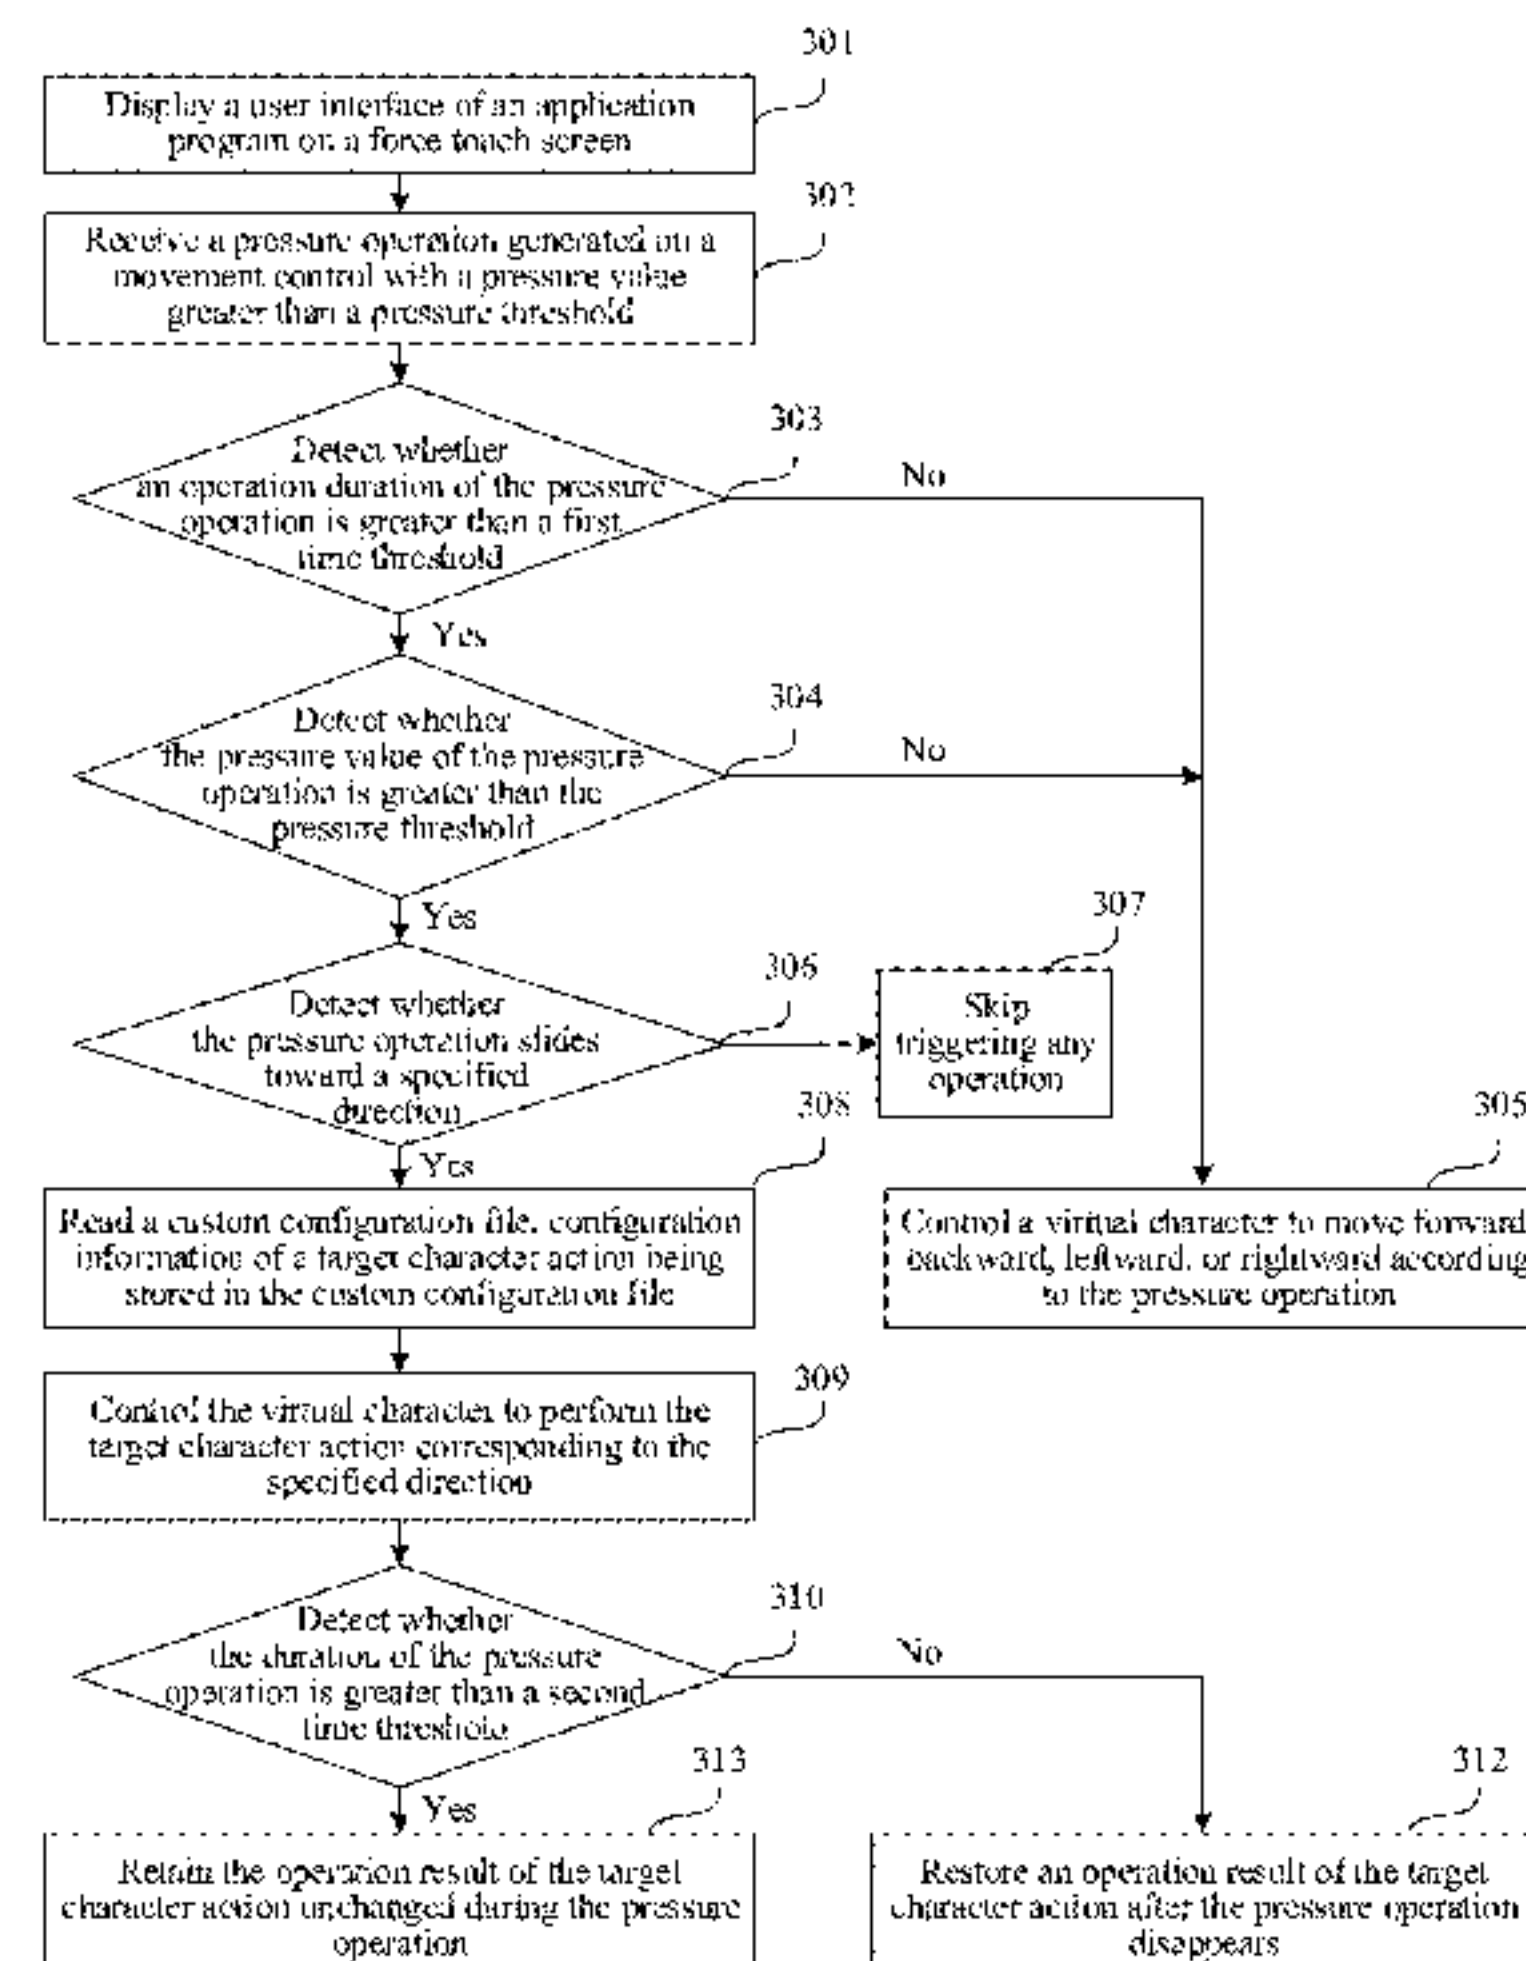 301
Display a user interface of an application
program on a force touch screen
302
Receive a pressure operation generated on a
movement control with a pressure value
greater than a pressure threshold
303
Detect whether
an operation duration of the pressure
operation is greater than a first
time threshold
No
Yes
304
Detect whether
the pressure value of the pressure
operation is greater than the
pressure threshold
No
Yes
306
Detect whether
the pressure operation slides
toward a specified
direction
307
Skip
triggering any
operation
Yes
308
Read a custom configuration file, configuration
information of a target character action being
stored in the custom configuration file
305
Control a virtual character to move forward
backward, leftward, or rightward according
to the pressure operation
309
Control the virtual character to perform the
target character action corresponding to the
specified direction
310
Detect whether
the duration of the pressure
operation is greater than a second
time threshold
No
Yes
313
Retain the operation result of the target
character action unchanged during the pressure
operation
312
Restore an operation result of the target
character action after the pressure operation
disappears